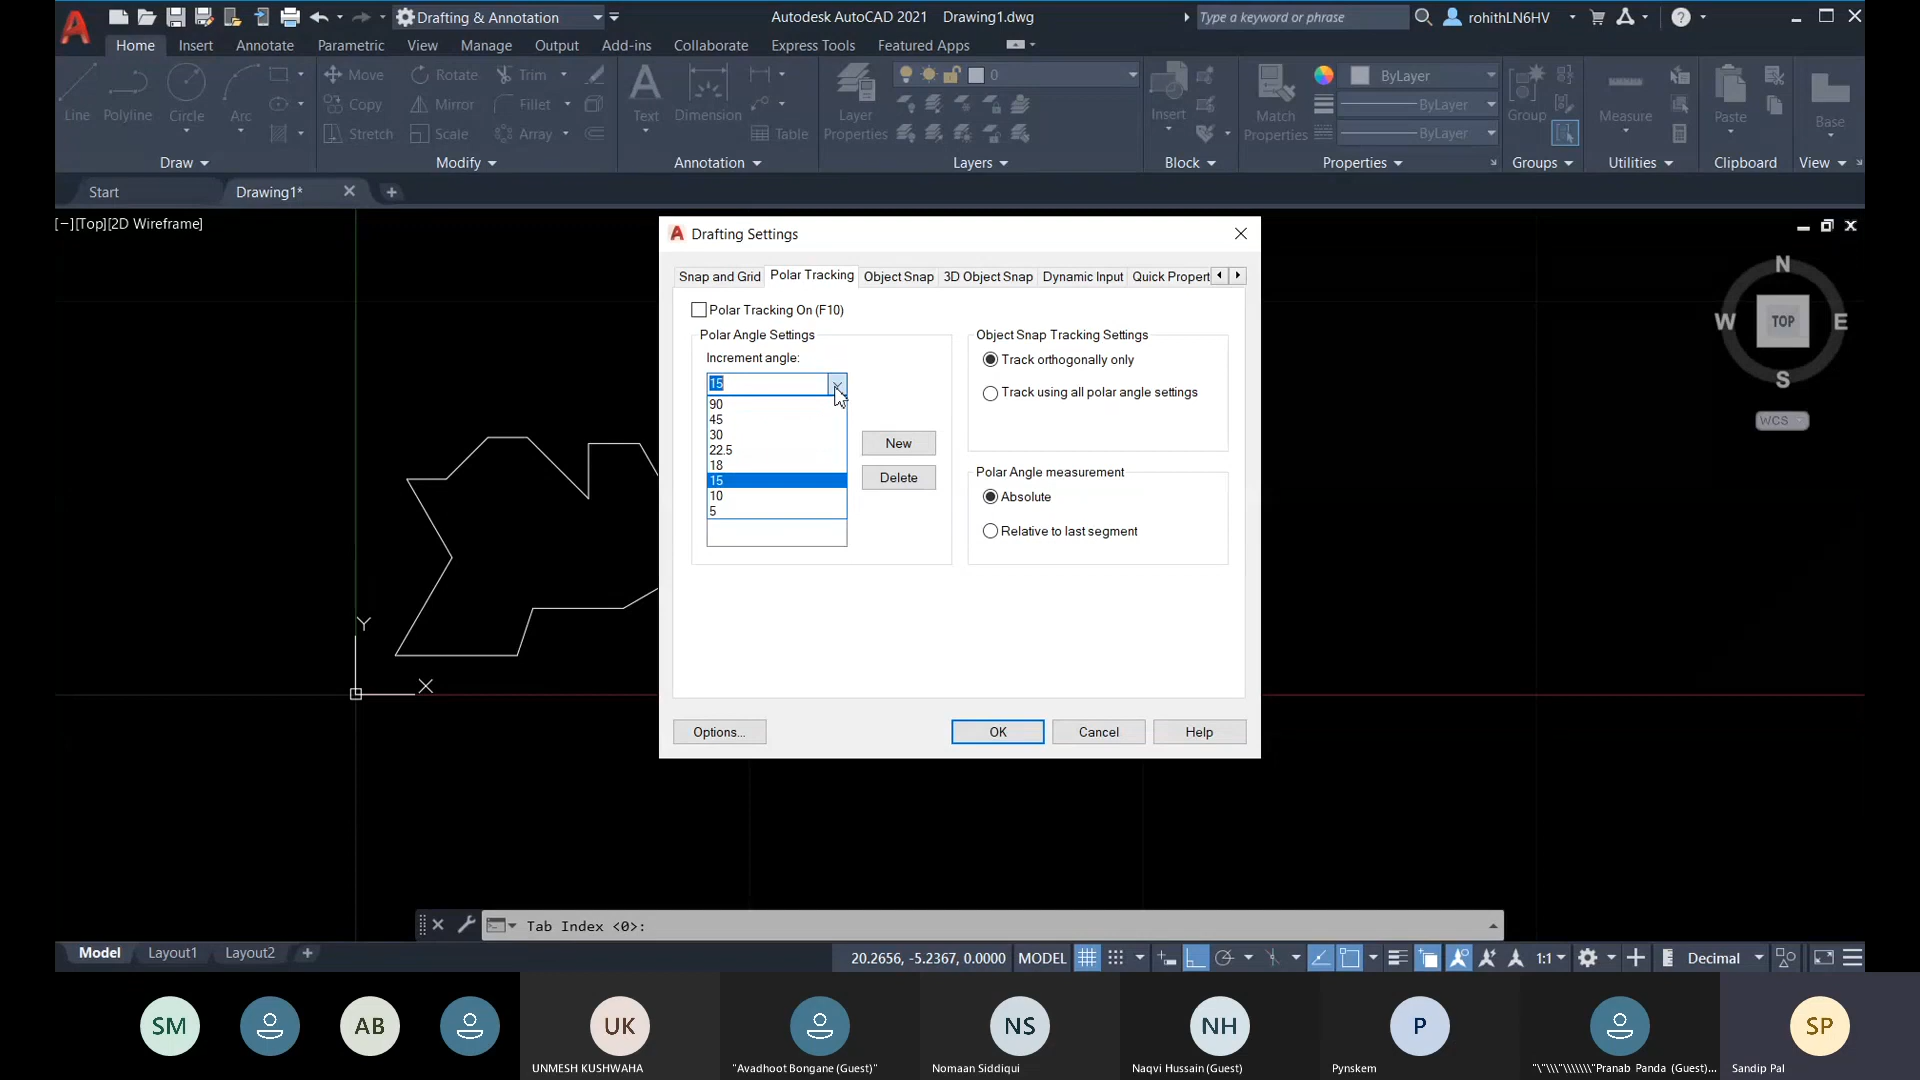 Drafting & Annotation
Autodesk AutoCAD 2021 Drawing1.dwg
Type a keyword or phrase
rohithLN6HV
Home Insert Annotate Parametric View Manage Output Add-ins Collaborate Express Tools Featured Apps
Line Polyline Circle Arc
Move Rotate Trim
Copy Mirror Fillet
Stretch Scale Array
Text Dimension Table
Layer Properties
0
Insert
Match Properties
ByLayer
ByLayer
ByLayer
Group
Measure
Paste
Base
Draw Modify Annotation Layers Block Properties Groups Utilities Clipboard View
Start Drawing1*
[−][Top][2D Wireframe]
Drafting Settings
Snap and Grid Polar Tracking Object Snap 3D Object Snap Dynamic Input Quick Propert
Polar Tracking On (F10)
Polar Angle Settings
Increment angle:
15
90
45
30
22.5
18
15
10
5
New
Delete
Object Snap Tracking Settings
Track orthogonally only
Track using all polar angle settings
Polar Angle measurement
Absolute
Relative to last segment
Options...
OK
Cancel
Help
N
W TOP E
S
WCS
Y
X
Tab Index <0>:
Model Layout1 Layout2
20.2656, -5.2367, 0.0000 MODEL 1:1 Decimal
SM AB UK NS NH P SP
UNMESH KUSHWAHA "Avadhoot Bongane (Guest)" Nomaan Siddiqui Naqvi Hussain (Guest) Pynskem "\"\\\"\\\\\\\"Pranab Panda (Guest)... Sandip Pal